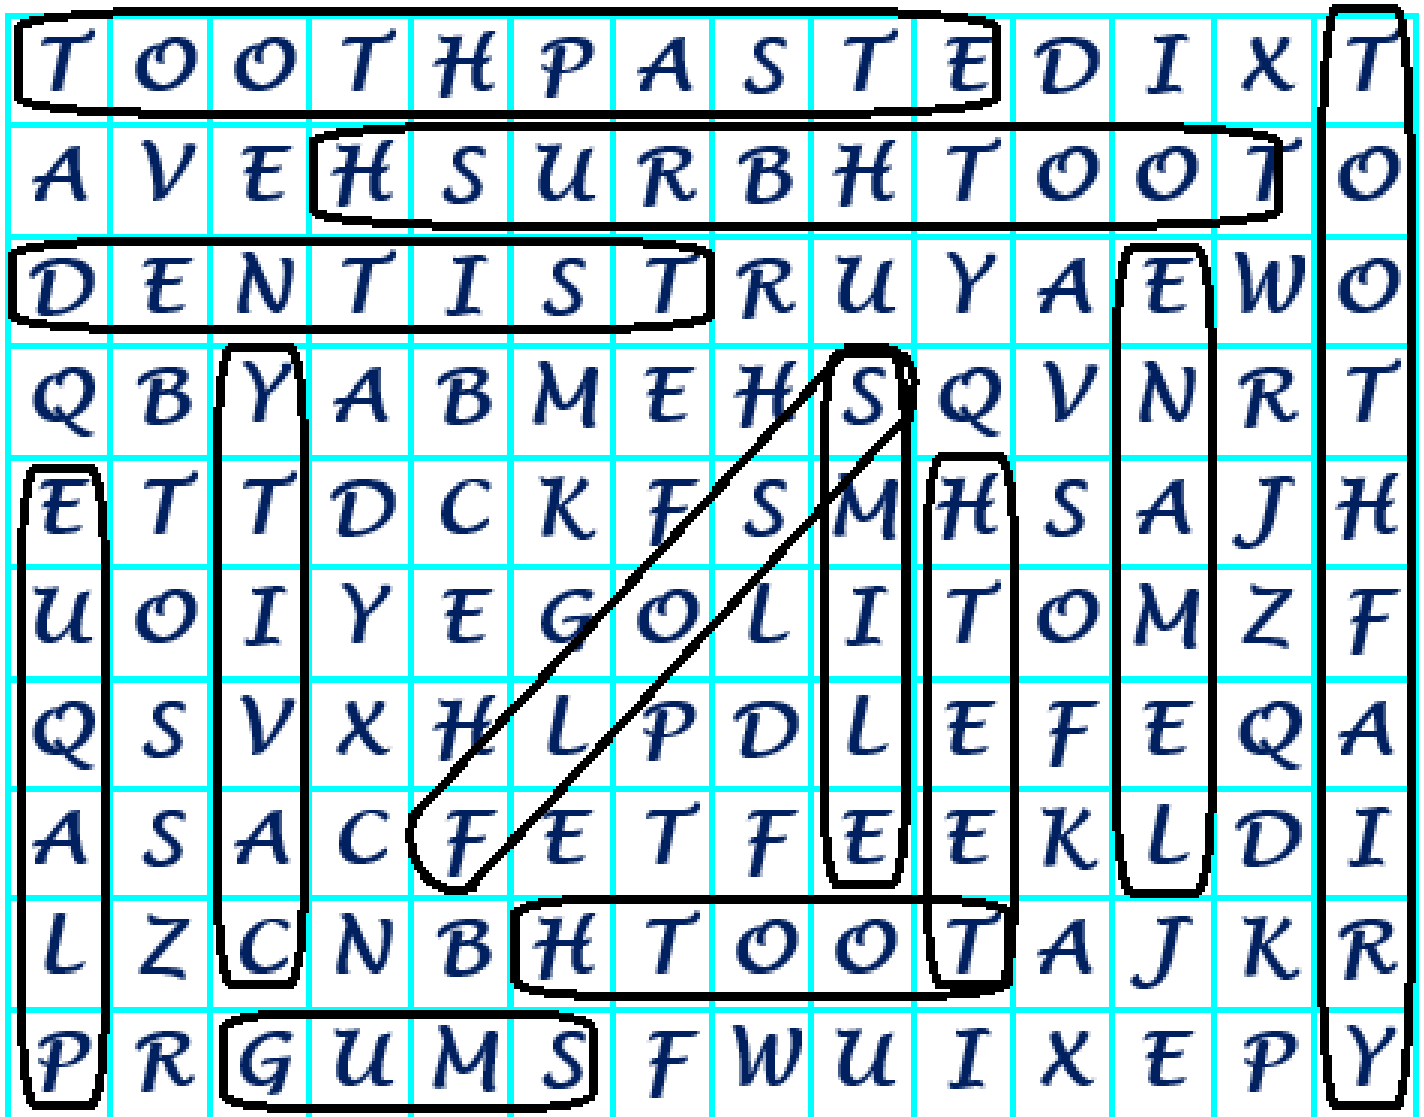 T O O T H P A S T E D I X T
A V E H S U R B H T O O T O
D E N T I S T R U Y A E W O
Q B Y A B M E H S Q V N R T
E T T D C K F S M H S A J H
U O I Y E G O L I T O M Z F
Q S V X H L P D L E F E Q A
A S A C F E T F E E K L D I
L Z C N B H T O O T A J K R
P R G U M S F W U I X E P Y